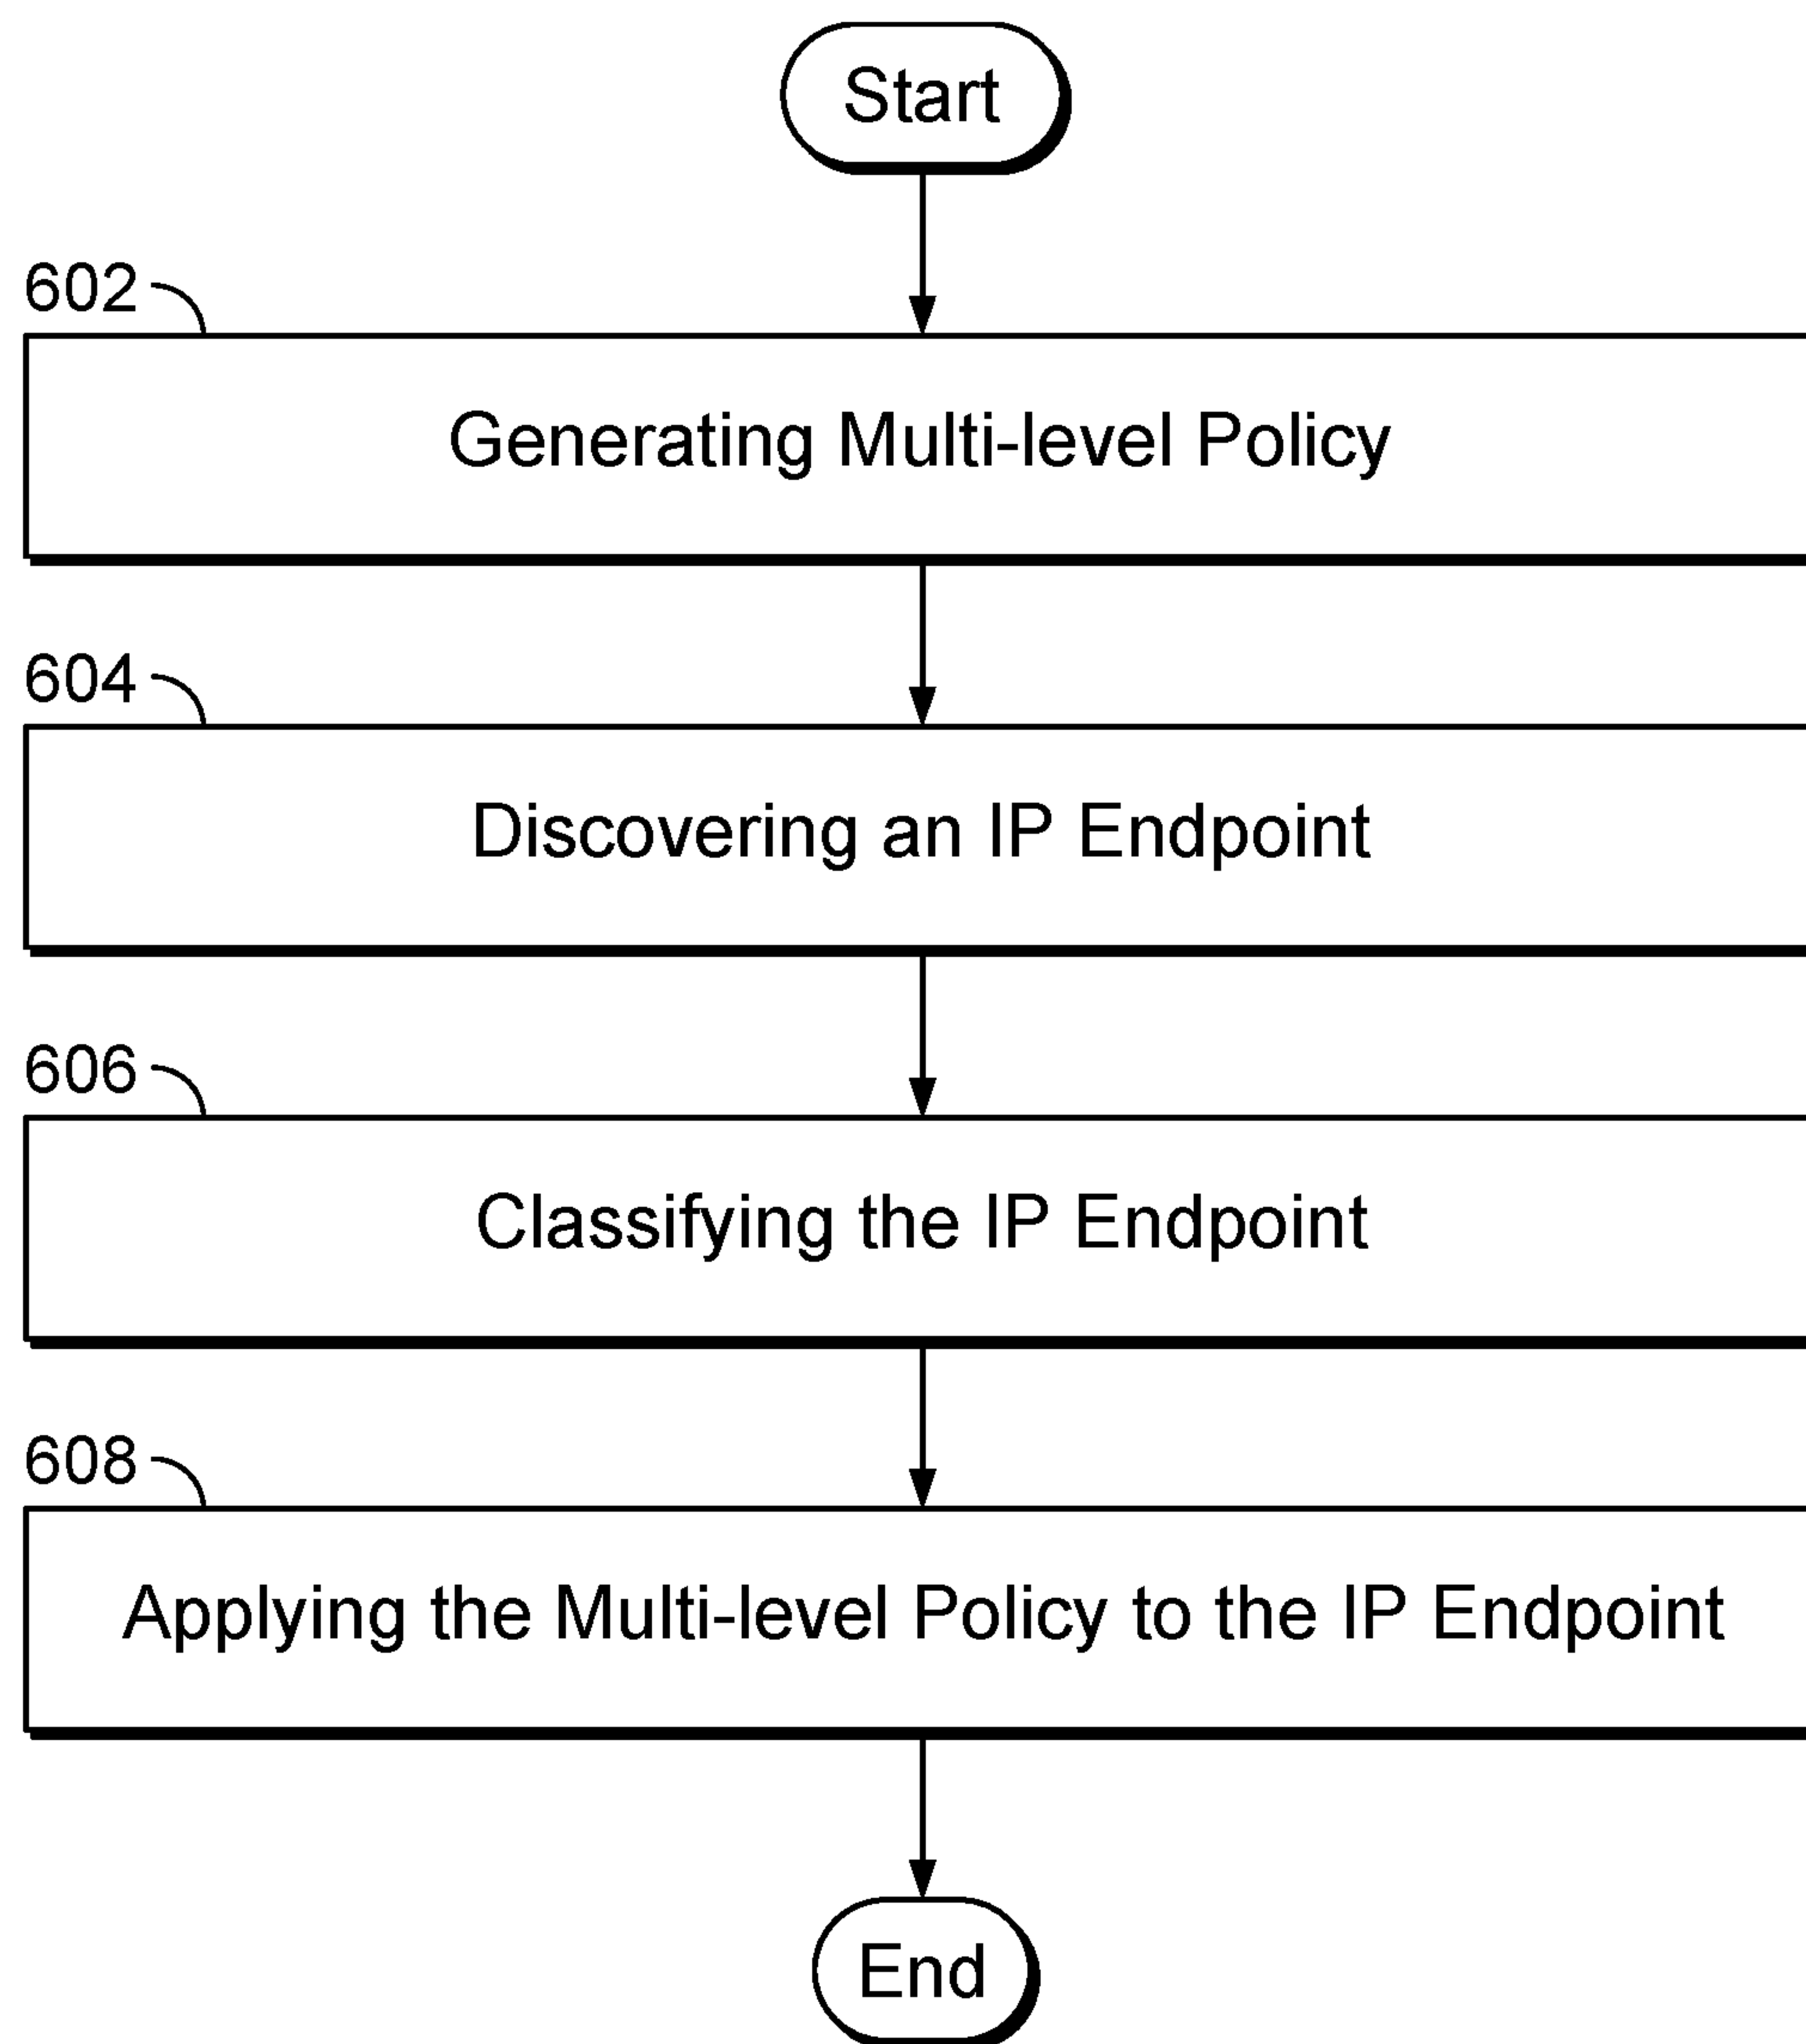 Start
602
Generating Multi-level Policy
604
Discovering an IP Endpoint
606
Classifying the IP Endpoint
608
Applying the Multi-level Policy to the IP Endpoint
End